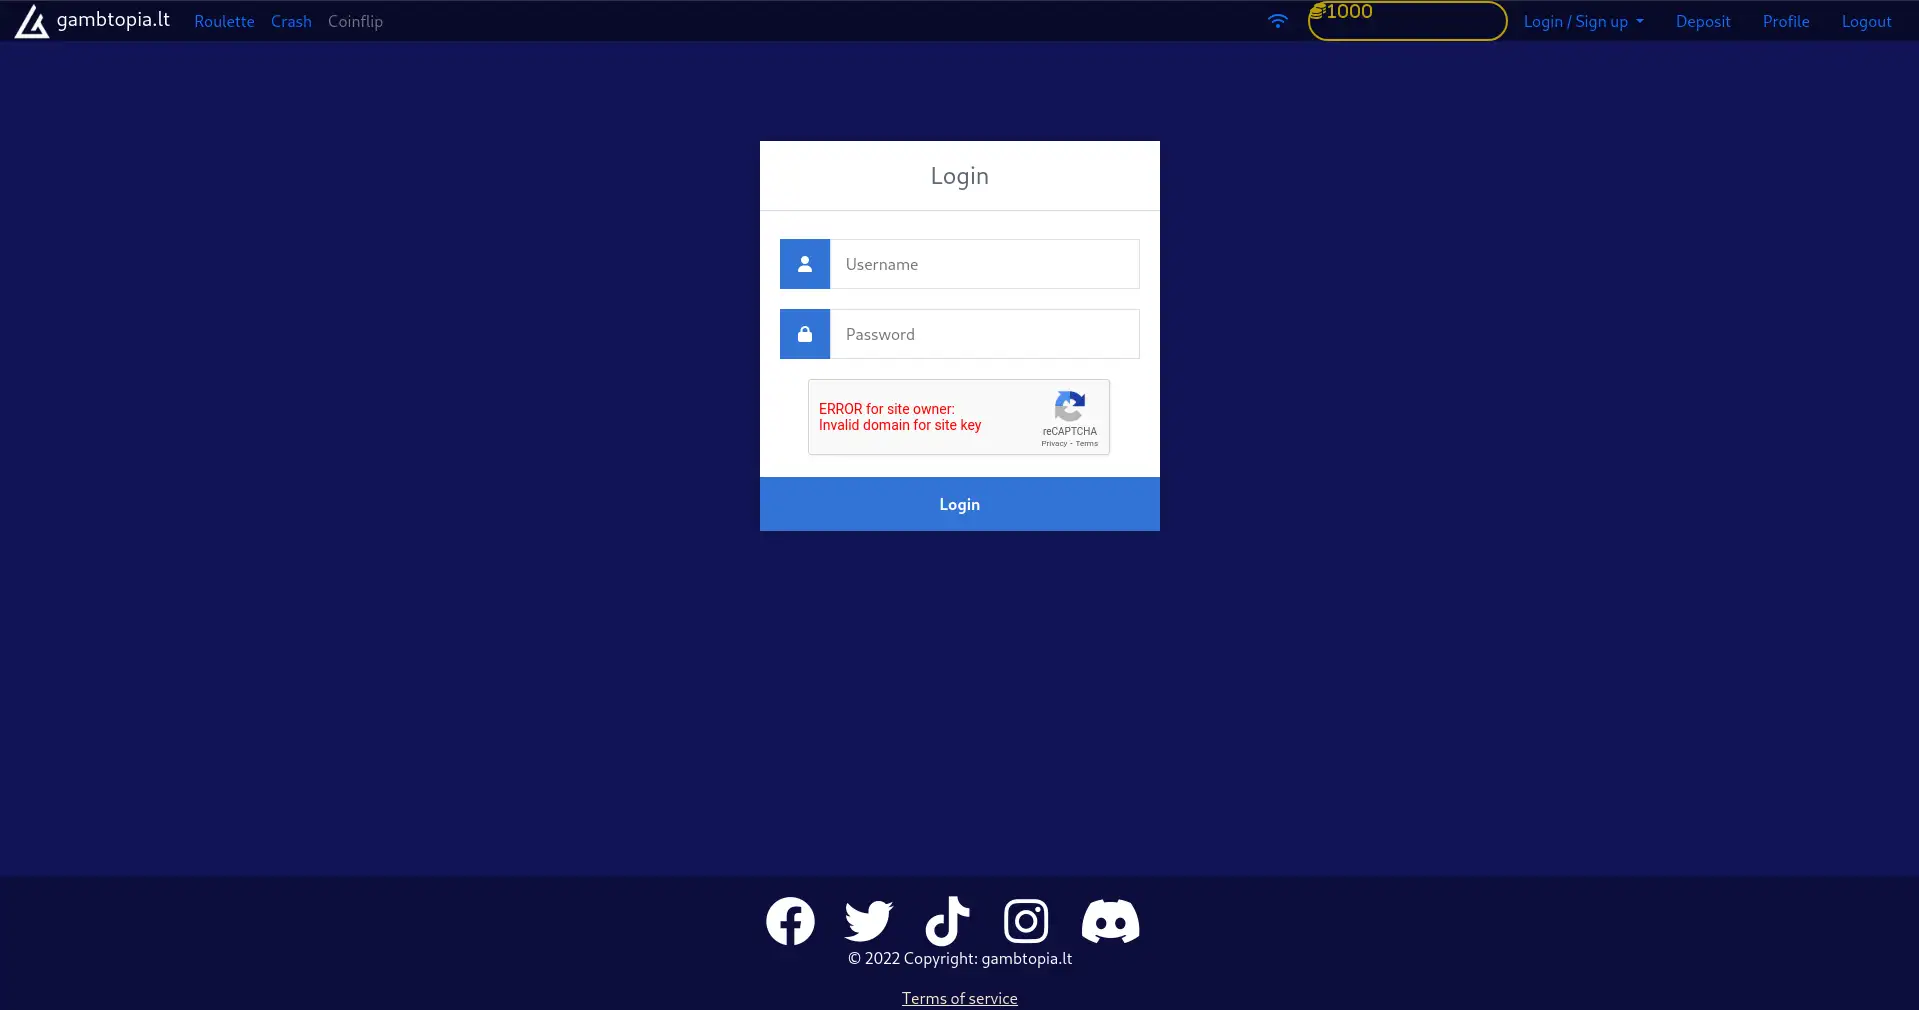 gambtopia.lt Roulette Crash Coinflip 1000 Login / Sign up Deposit Profile Logout
Login
Username
Password
ERROR for site owner:
Invalid domain for site key
reCAPTCHA
Privacy - Terms
Login
© 2022 Copyright: gambtopia.lt
Terms of service